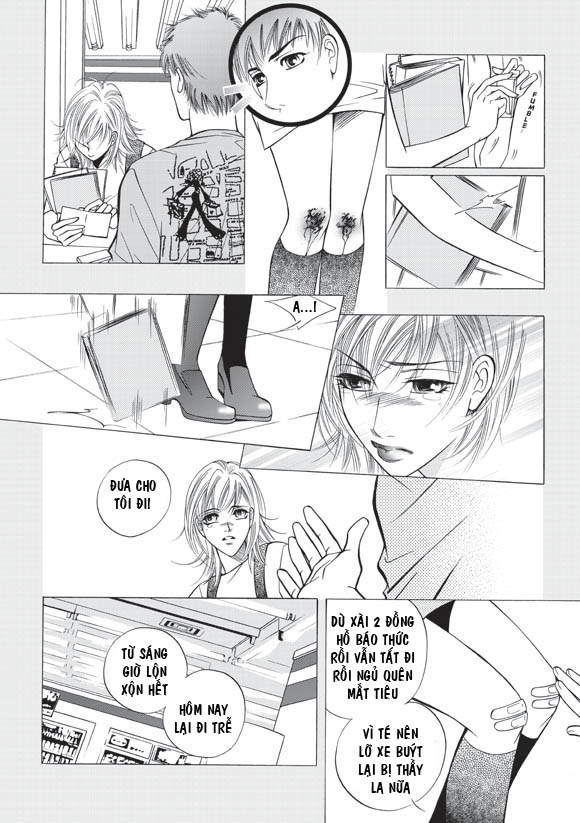 FUMBLE
A...!
ĐƯA CHO
TÔI ĐI!
TỪ SÁNG
GIỜ LỘN
XỘN HẾT
HÔM NAY
LẠI ĐI TRỄ
DÙ XÀI 2 ĐỒNG
HỒ BÁO THỨC
RỒI VẪN TẮT ĐI
RỒI NGỦ QUÊN
MẤT TIÊU
VÌ TÉ NÊN
LỠ XE BUÝT
LẠI BỊ THẦY
LA NỮA